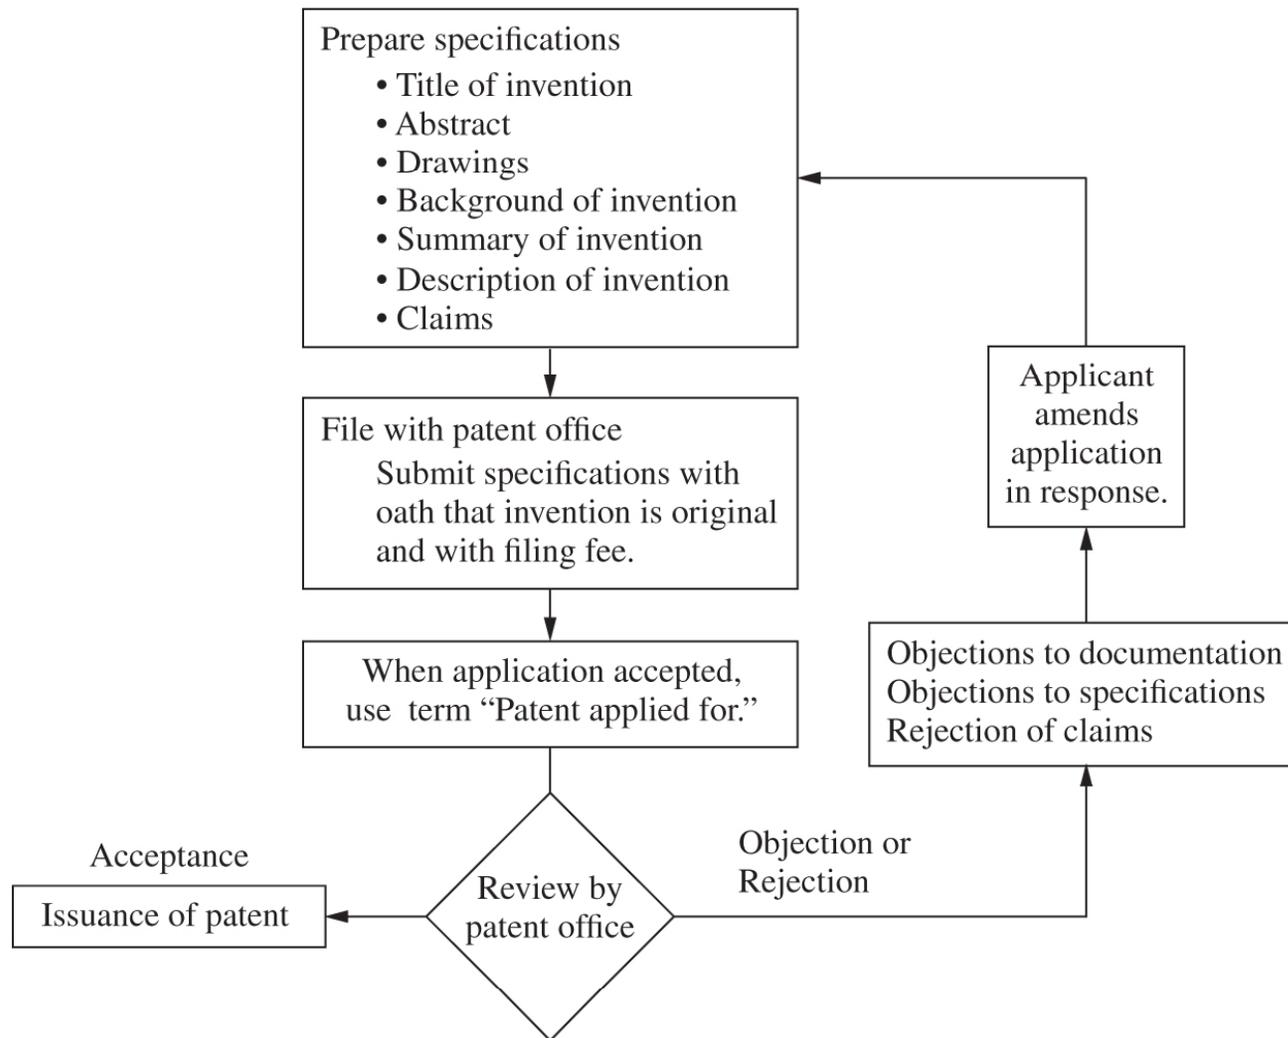 Prepare specifications
• Title of invention
• Abstract
• Drawings
• Background of invention
• Summary of invention
• Description of invention
• Claims
File with patent office
Submit specifications with
oath that invention is original
and with filing fee.
When application accepted,
use term “Patent applied for.”
Review by
patent office
Acceptance
Issuance of patent
Objection or
Rejection
Objections to documentation
Objections to specifications
Rejection of claims
Applicant
amends
application
in response.